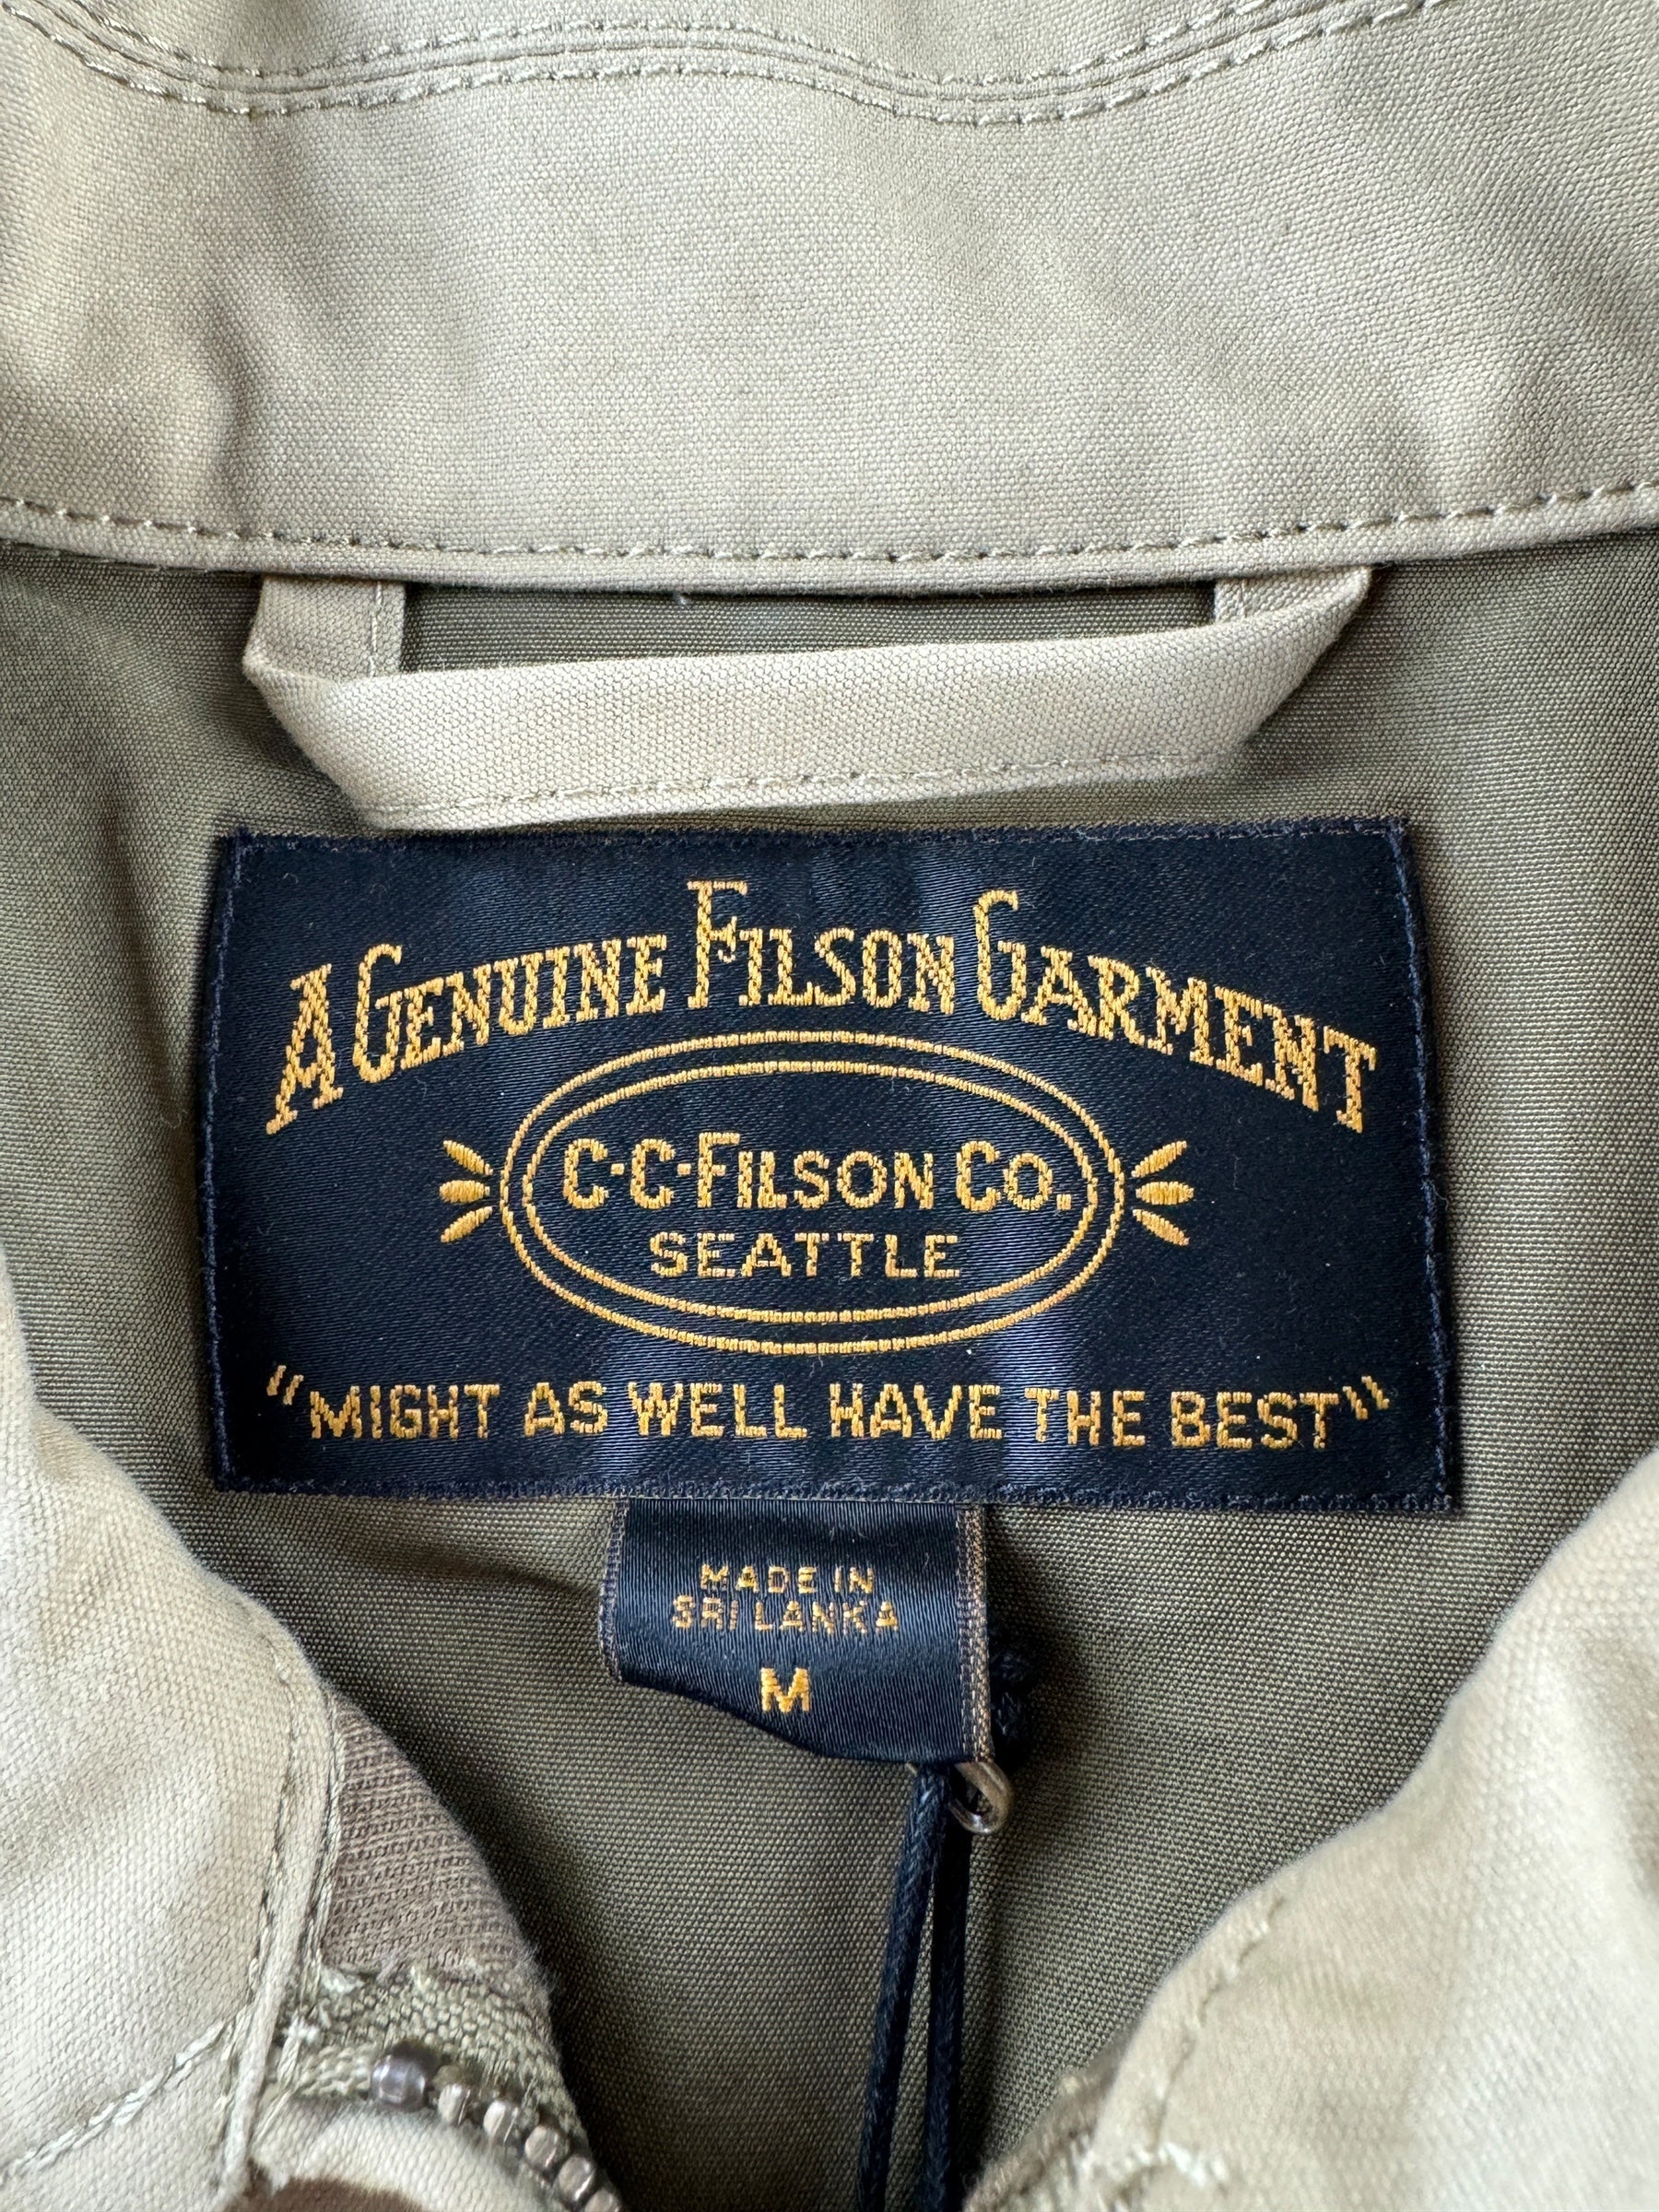 A GENUINE FILSON GARMENT
C·C·FILSON CO.
SEATTLE
"MIGHT AS WELL HAVE THE BEST"
MADE IN
SRI LANKA
M